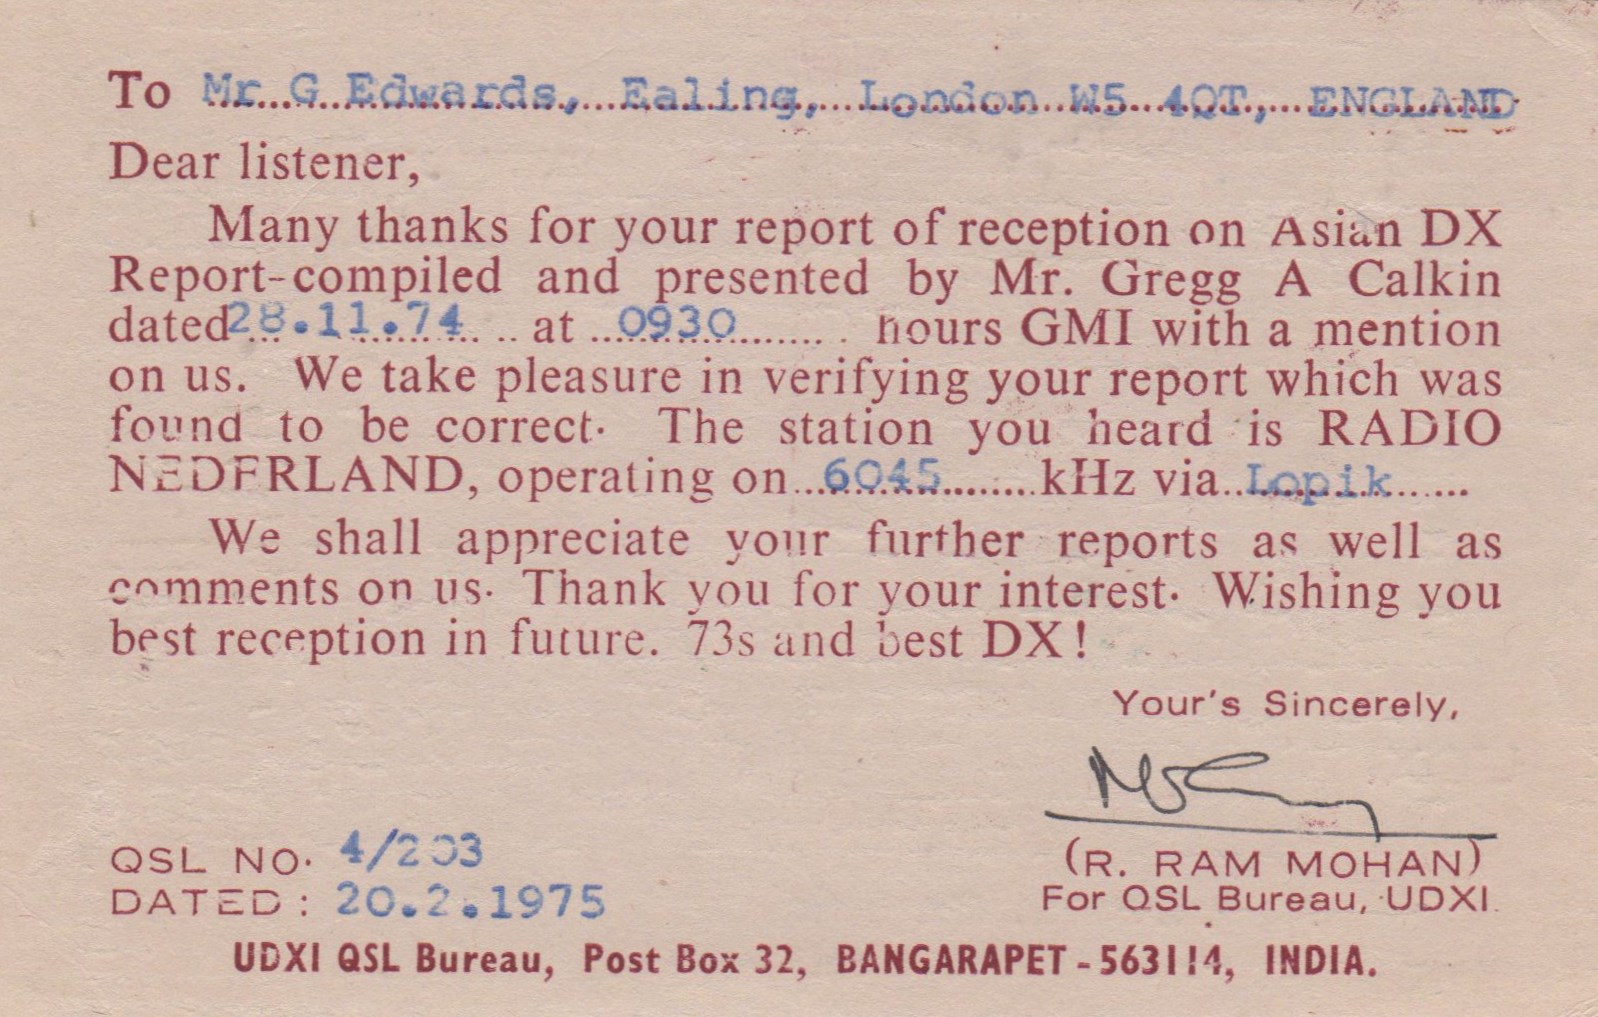 To Mr G Edwards, Ealing, London W5 4QT, ENGLAND
Dear listener,
Many thanks for your report of reception on Asian DX
Report-compiled and presented by Mr. Gregg A Calkin
dated 28.11.74 at 0930 hours GMT with a mention
on us. We take pleasure in verifying your report which was
found to be correct. The station you heard is RADIO
NEDERLAND, operating on 6045 kHz via Lopik
We shall appreciate your further reports as well as
comments on us. Thank you for your interest. Wishing you
best reception in future. 73s and best DX!
Your's Sincerely,
(R. RAM MOHAN)
For QSL Bureau, UDXI.
QSL NO. 4/203
DATED: 20.2.1975
UDXI QSL Bureau, Post Box 32, BANGARAPET - 563114, INDIA.